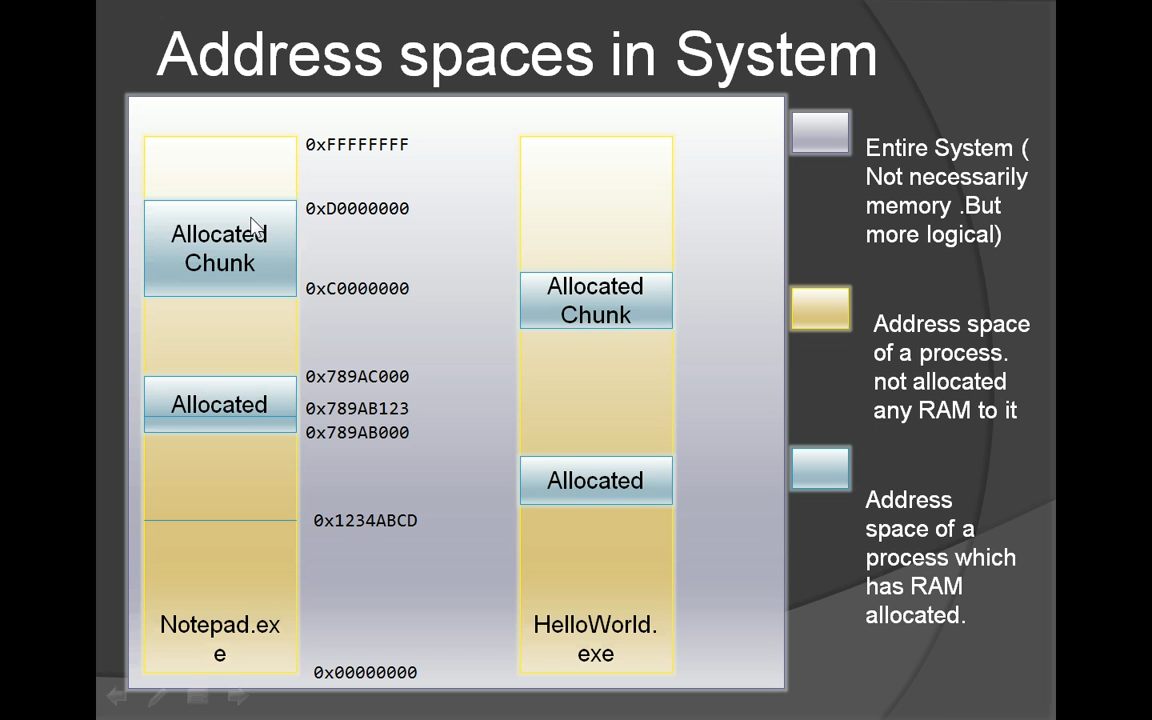 Address spaces in System
0xFFFFFFFF
0xD0000000
Allocated
Chunk
0xC0000000
0x789AC000
Allocated
0x789AB123
0x789AB000
0x1234ABCD
Notepad.ex
e
0x00000000
Allocated
Chunk
Allocated
HelloWorld.
exe
Entire System (
Not necessarily
memory .But
more logical)
Address space
of a process.
not allocated
any RAM to it
Address
space of a
process which
has RAM
allocated.